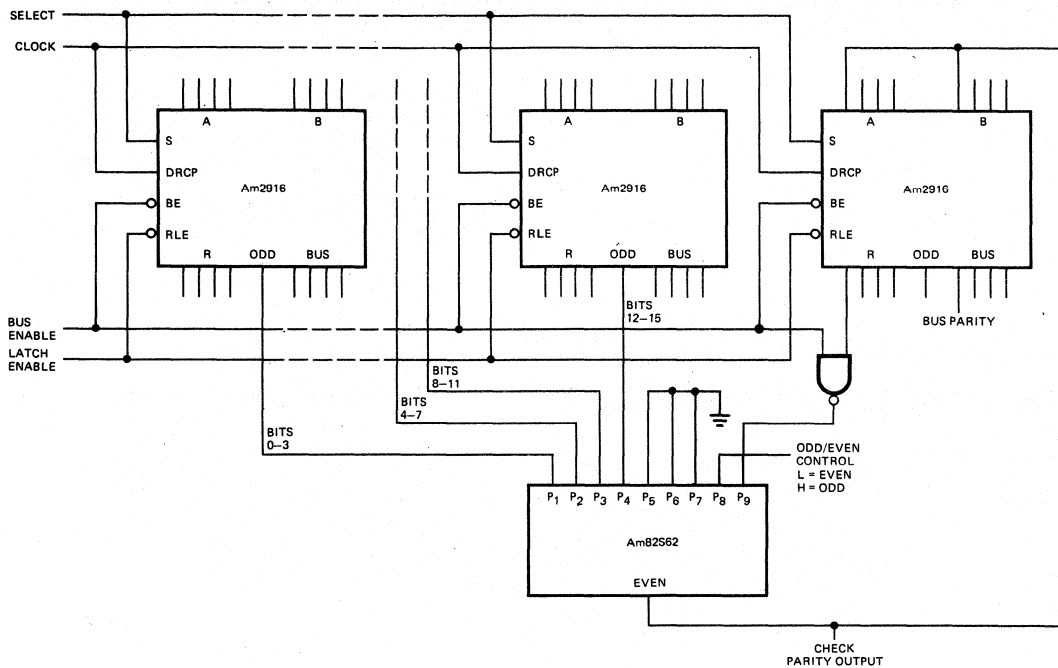 SELECT
CLOCK
A
B
S
DRCP
Am2916
BE
RLE
R
ODD
BUS
A
B
S
DRCP
Am2916
BE
RLE
R
ODD
BUS
A
B
S
DRCP
Am2916
BE
RLE
R
ODD
BUS
BUS
ENABLE
LATCH
ENABLE
BITS
12–15
BUS PARITY
BITS
8–11
BITS
4–7
BITS
0–3
ODD/EVEN
CONTROL
L = EVEN
H = ODD
P1 P2 P3 P4 P5 P6 P7 P8 P9
Am82S62
EVEN
CHECK
PARITY OUTPUT